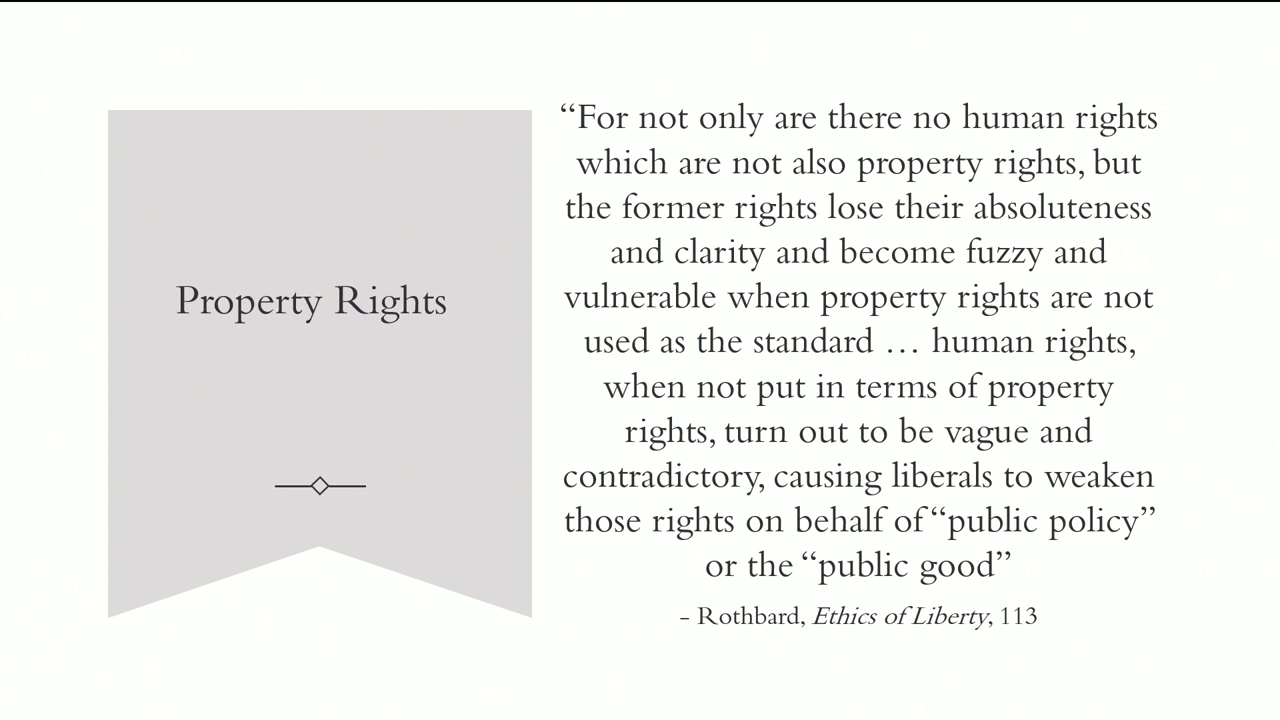 Property Rights
“For not only are there no human rights
which are not also property rights, but
the former rights lose their absoluteness
and clarity and become fuzzy and
vulnerable when property rights are not
used as the standard … human rights,
when not put in terms of property
rights, turn out to be vague and
contradictory, causing liberals to weaken
those rights on behalf of “public policy”
or the “public good”
– Rothbard, Ethics of Liberty, 113